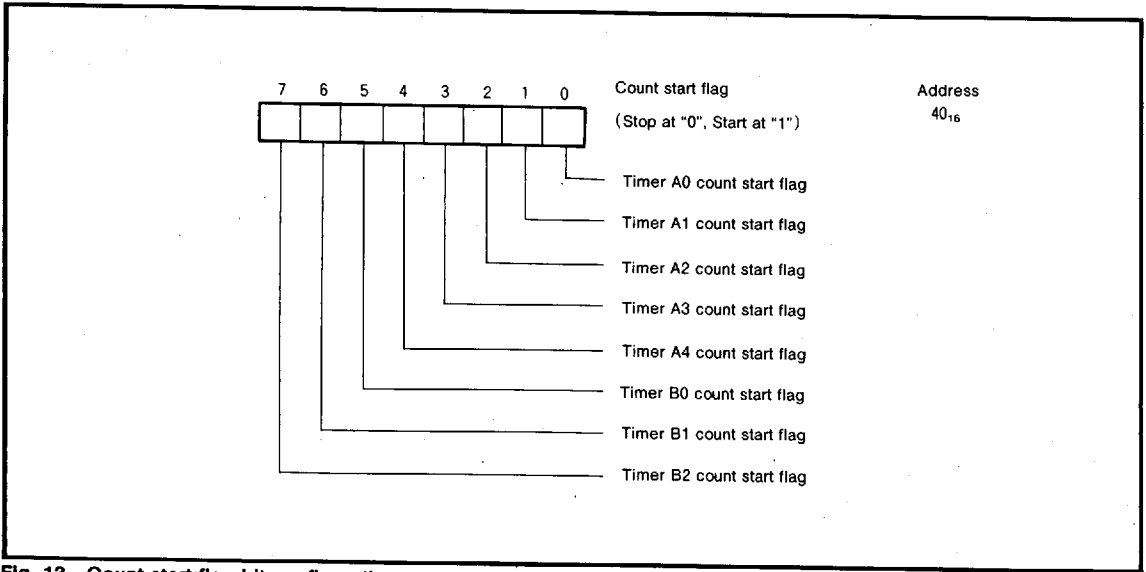 7 6 5 4 3 2 1 0 Count start flag Address
(Stop at "0", Start at "1") 40₁₆
Timer A0 count start flag
Timer A1 count start flag
Timer A2 count start flag
Timer A3 count start flag
Timer A4 count start flag
Timer B0 count start flag
Timer B1 count start flag
Timer B2 count start flag
Count start